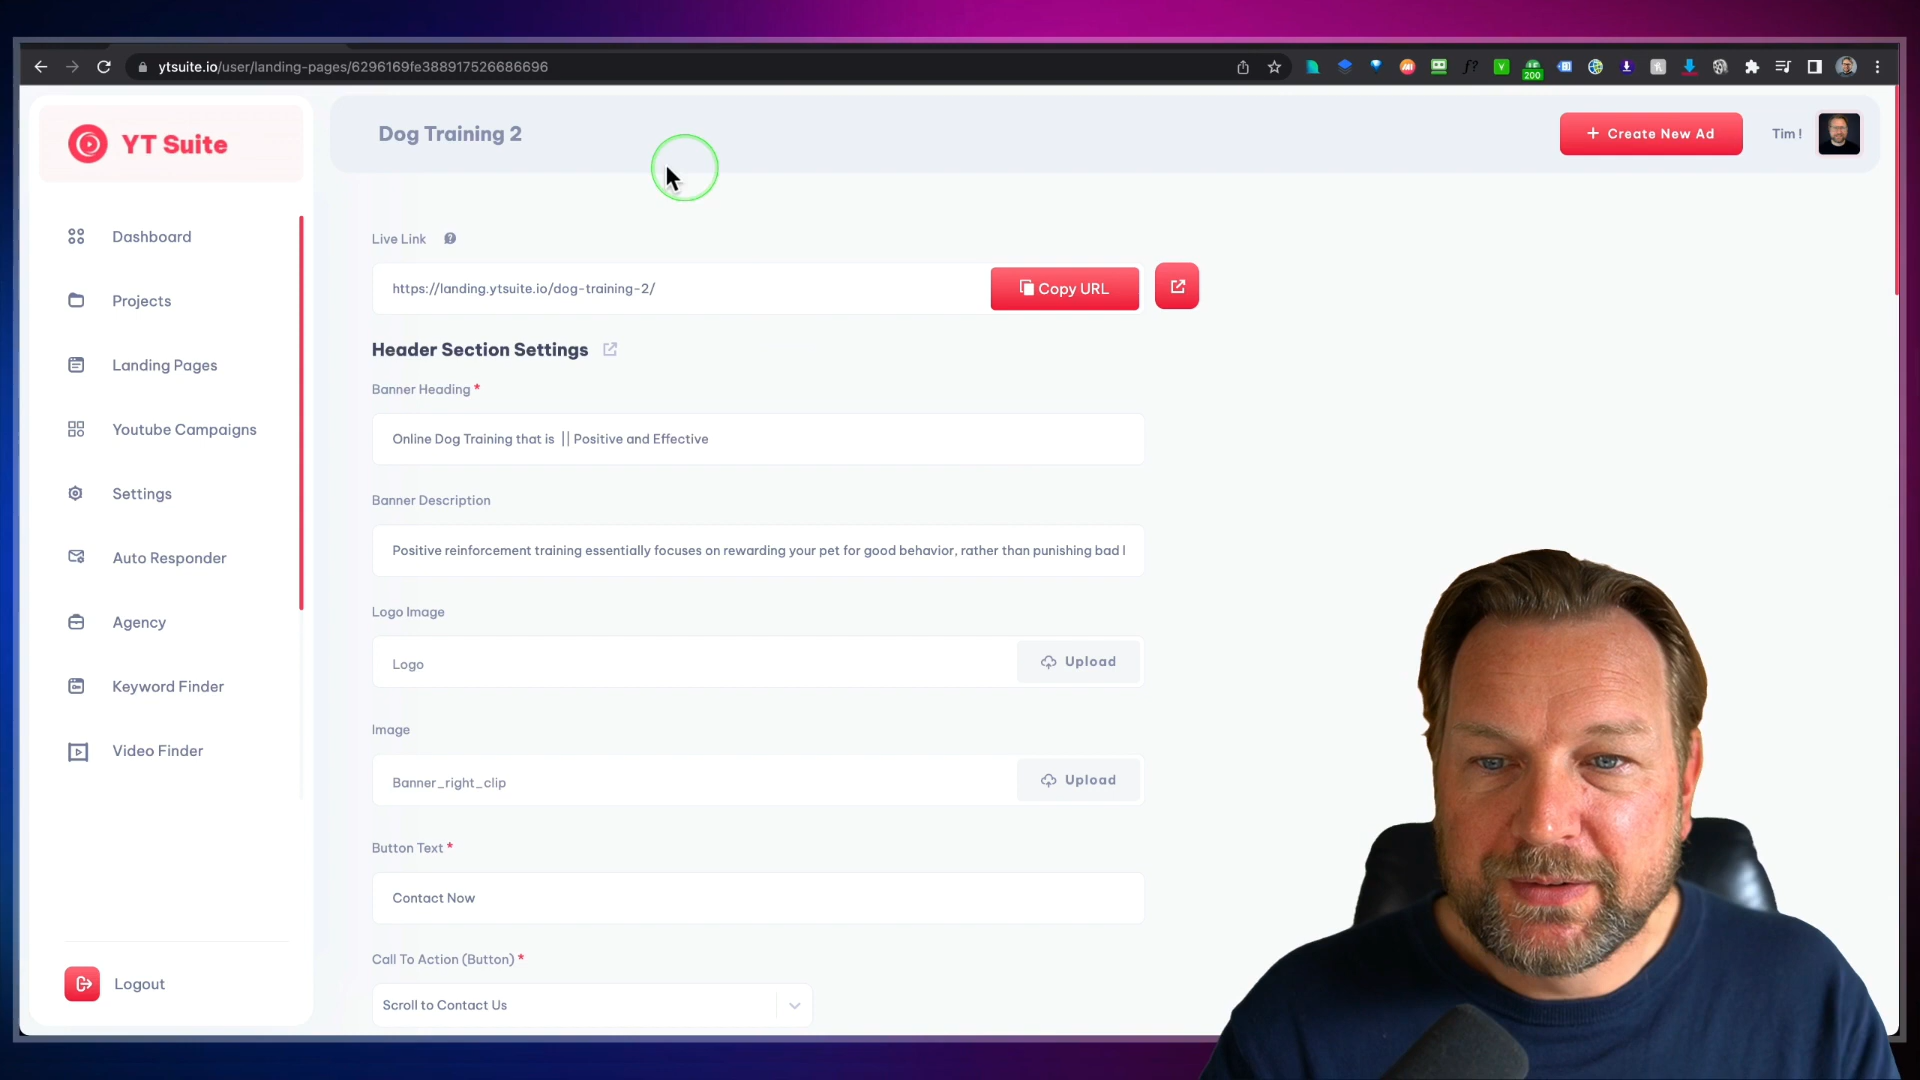 ytsuite.io/user/landing-pages/6296169fe388917526686696
200
YT Suite
Dog Training 2
+ Create New Ad
Tim !
Dashboard
Projects
Landing Pages
Youtube Campaigns
Settings
Auto Responder
Agency
Keyword Finder
Video Finder
Logout
Live Link
https://landing.ytsuite.io/dog-training-2/
Copy URL
Header Section Settings
Banner Heading *
Online Dog Training that is || Positive and Effective
Banner Description
Positive reinforcement training essentially focuses on rewarding your pet for good behavior, rather than punishing bad
Logo Image
Logo
Upload
Image
Banner_right_clip
Upload
Button Text *
Contact Now
Call To Action (Button) *
Scroll to Contact Us